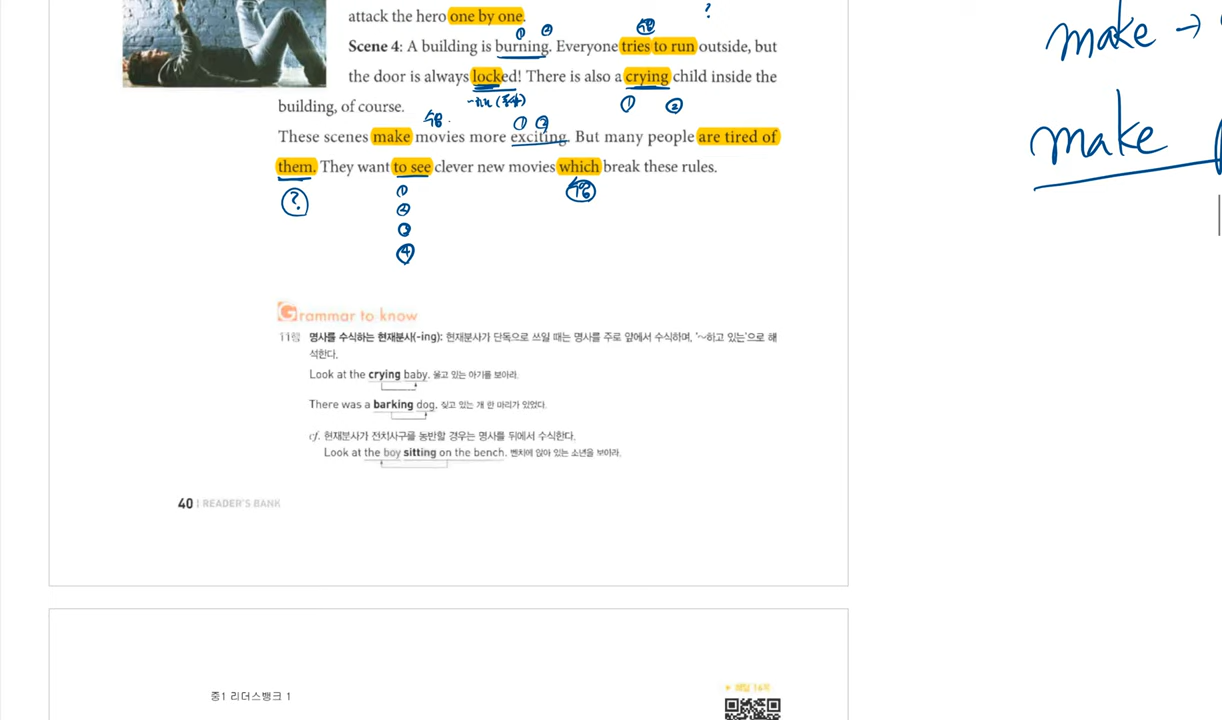 attack the hero one by one.
?
① ②
Scene 4: A building is burning. Everyone tries to run outside, but
make →
the door is always locked! There is also a crying child inside the
① ②
building, of course.
① ②
These scenes make movies more exciting. But many people are tired of
make
them. They want to see clever new movies which break these rules.
?
①
②
③
④
Grammar to know
11행 명사를 수식하는 현재분사(-ing): 현재분사가 단독으로 쓰일 때는 명사를 주로 앞에서 수식하며, '~하고 있는'으로 해
석한다.
Look at the crying baby. 울고 있는 아기를 보아라.
There was a barking dog. 짖고 있는 개 한 마리가 있었다.
cf. 현재분사가 전치사구를 동반할 경우는 명사를 뒤에서 수식한다.
Look at the boy sitting on the bench. 벤치에 앉아 있는 소년을 보아라.
40 | READER'S BANK
중1 리더스뱅크 1